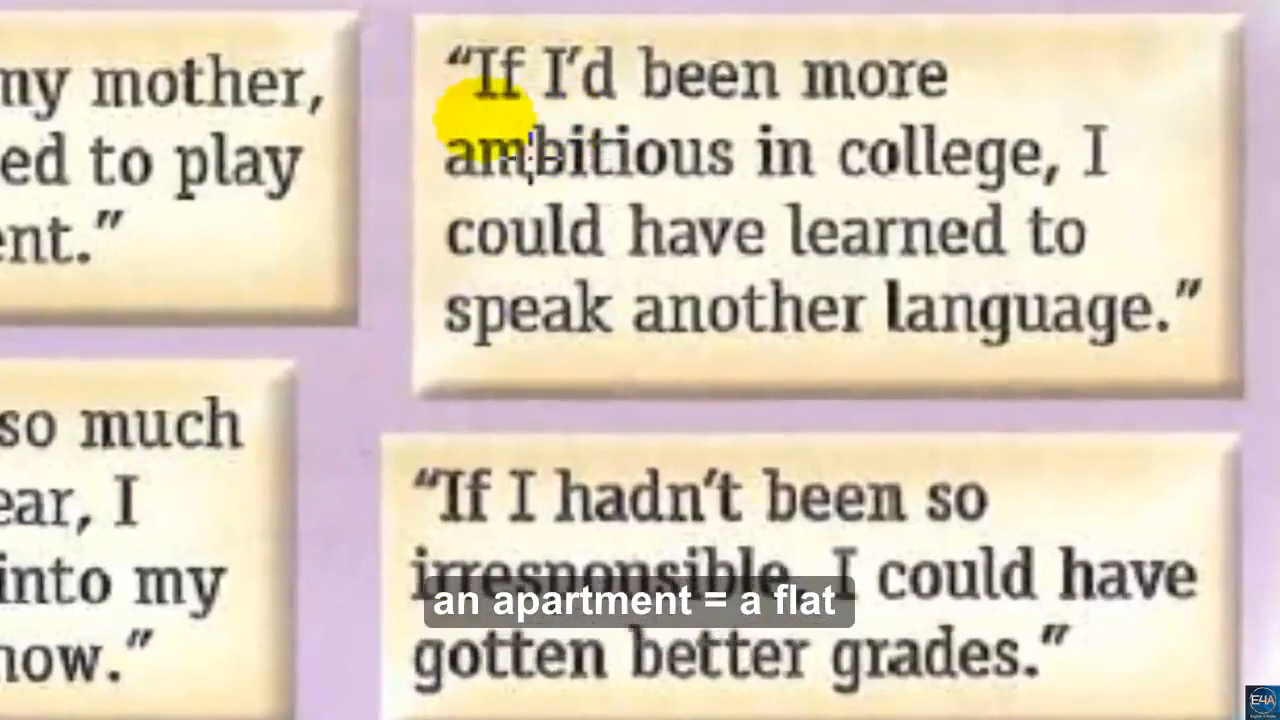 my mother,
ed to play
ent.”
“If I’d been more
ambitious in college, I
could have learned to
speak another language.”
so much
ear, I
into my
now.”
“If I hadn’t been so
irresponsible, I could have
gotten better grades.”
an apartment = a flat
E4A